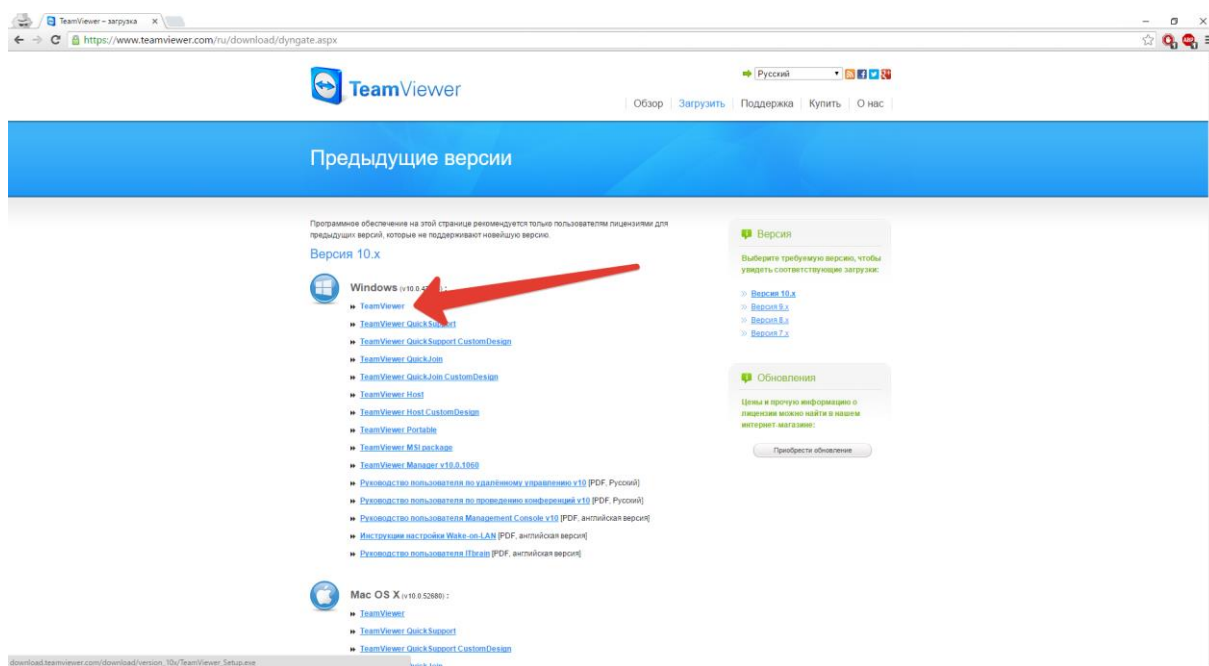 TeamViewer – загрузка
https://www.teamviewer.com/ru/download/dyngate.aspx
Русский
TeamViewer
Обзор Загрузить Поддержка Купить О нас
Предыдущие версии
Программное обеспечение на этой странице рекомендуется только пользователям лицензиями для
предыдущих версий, которые не поддерживают новейшую версию.
Версия 10.x
Windows
TeamViewer
TeamViewer QuickSupport
TeamViewer QuickSupport CustomDesign
TeamViewer QuickJoin
TeamViewer QuickJoin CustomDesign
TeamViewer Host
TeamViewer Host CustomDesign
TeamViewer Portable
TeamViewer MSI package
TeamViewer Manager v10.0.1060
Руководство пользователя по удалённому управлению v10 [PDF, Русский]
Руководство пользователя по проведению конференций v10 [PDF, Русский]
Руководство пользователя Management Console v10 [PDF, английская версия]
Инструкции настройки Wake-on-LAN [PDF, английская версия]
Руководство пользователя ITbrain [PDF, английская версия]
Mac OS X (v10.0.52680) :
TeamViewer
TeamViewer QuickSupport
TeamViewer QuickSupport CustomDesign
Версия
Выберите требуемую версию, чтобы
увидеть соответствующие загрузки:
Версия 10.x
Версия 9.x
Версия 8.x
Версия 7.x
Обновления
Цены и прочую информацию о
лицензии можно найти в нашем
интернет-магазине:
Приобрести обновление
download.teamviewer.com/download/version_10x/TeamViewer_Setup.exe